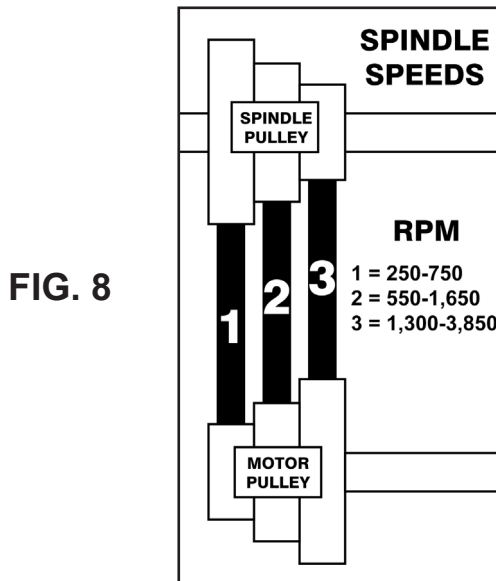 SPINDLE
SPEEDS
SPINDLE
PULLEY
FIG. 8
RPM
1 = 250-750
2 = 550-1,650
3 = 1,300-3,850
1
2
3
MOTOR
PULLEY